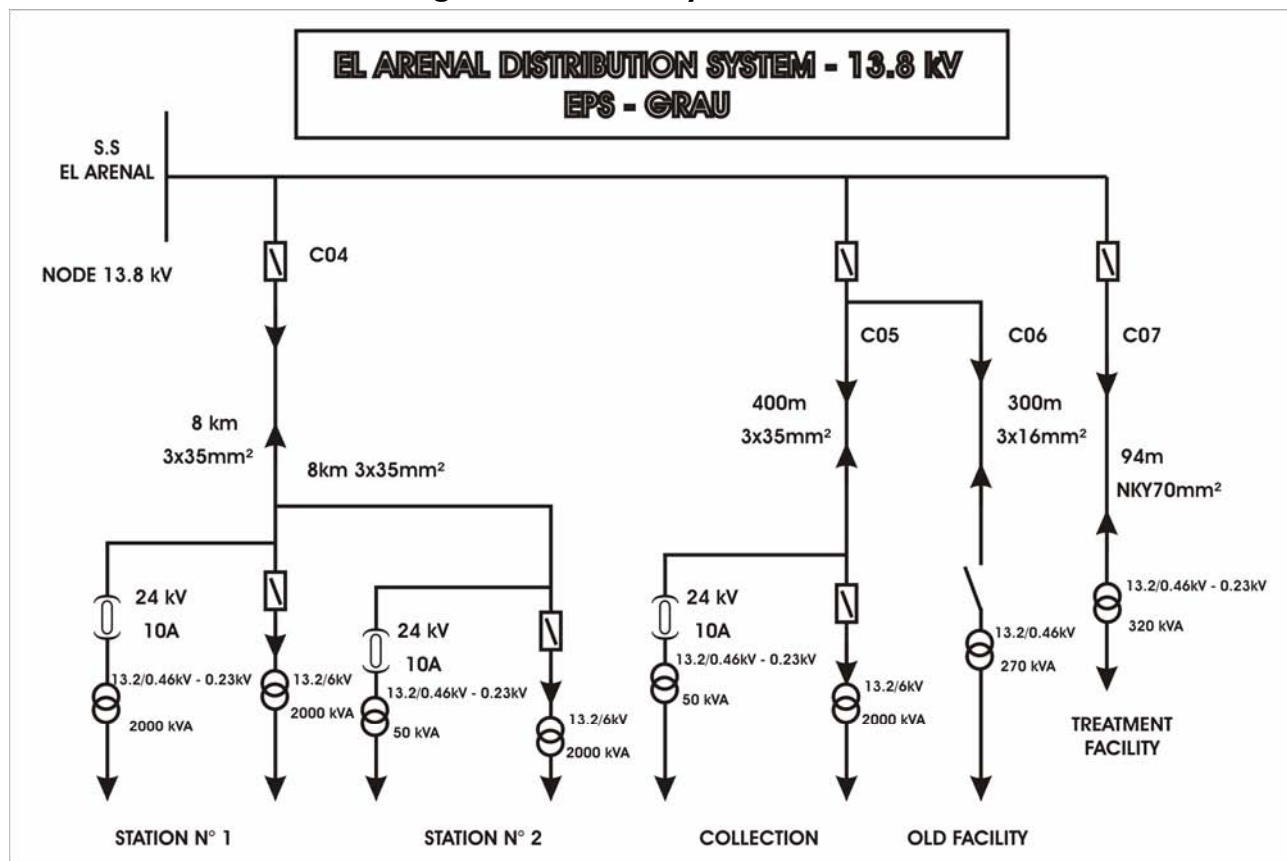 EL ARENAL DISTRIBUTION SYSTEM - 13.8 kV
EPS - GRAU
S.S
EL ARENAL
NODE 13.8 kV
C04
C05
C06
C07
8 km
3x35mm²
8km 3x35mm²
400m
3x35mm²
300m
3x16mm²
94m
NKY70mm²
24 kV
10A
13.2/0.46kV - 0.23kV
2000 kVA
13.2/6kV
2000 kVA
24 kV
10A
13.2/0.46kV - 0.23kV
50 kVA
13.2/6kV
2000 kVA
24 kV
10A
13.2/0.46kV - 0.23kV
50 kVA
13.2/6kV
2000 kVA
13.2/0.46kV
270 kVA
13.2/0.46kV - 0.23kV
320 kVA
TREATMENT
FACILITY
STATION N° 1
STATION N° 2
COLLECTION
OLD FACILITY